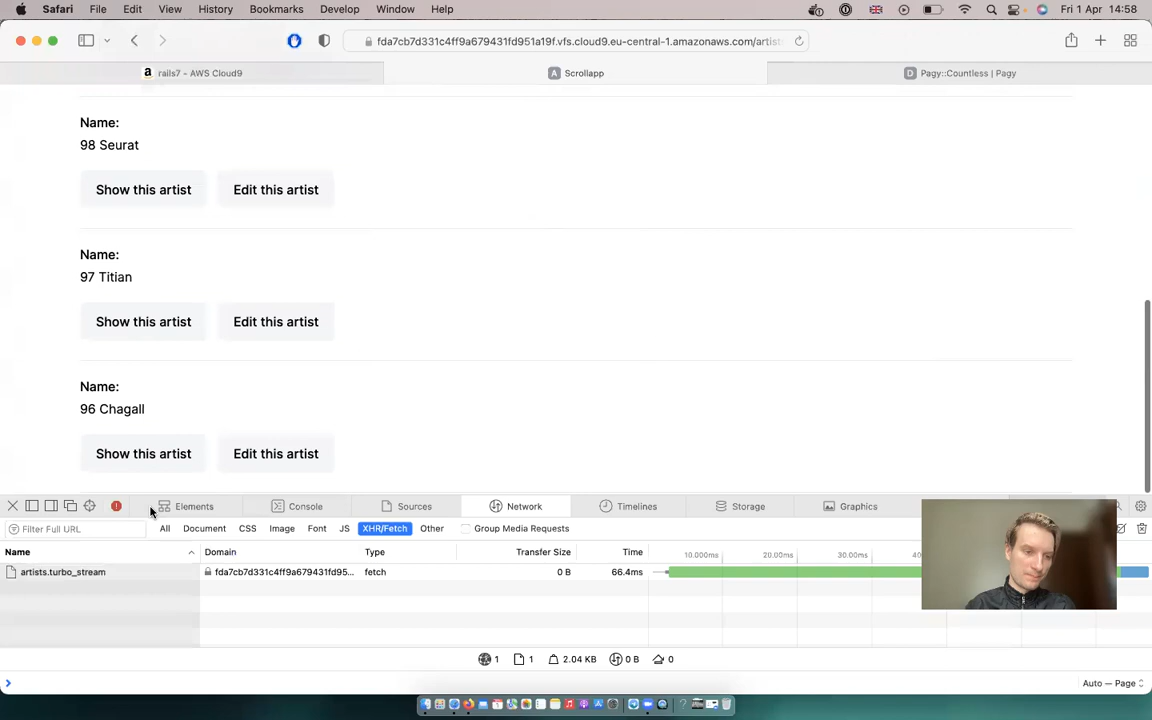 Safari File Edit View History Bookmarks Develop Window Help Fri 1 Apr 14:58
fda7cb7d331c4ff9a679431fd951a19f.vfs.cloud9.eu-central-1.amazonaws.com/artist
a rails7 - AWS Cloud9 A Scrollapp D Pagy::Countless | Pagy
Name:
98 Seurat
Show this artist Edit this artist
Name:
97 Titian
Show this artist Edit this artist
Name:
96 Chagall
Show this artist Edit this artist
Elements Console Sources Network Timelines Storage Graphics
Filter Full URL All Document CSS Image Font JS XHR/Fetch Other Group Media Requests
Name Domain Type Transfer Size Time 10.000ms 20.00ms 30.00ms
artists.turbo_stream fda7cb7d331c4ff9a679431fd95... fetch 0 B 66.4ms
1 1 2.04 KB 0 B 0
Auto — Page